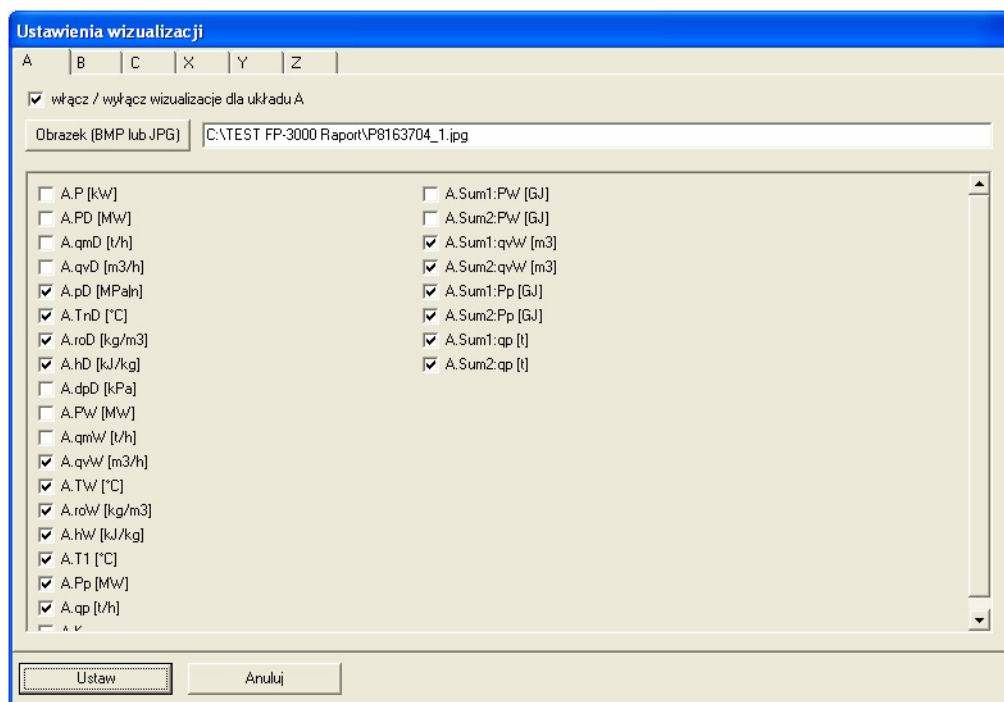 Ustawienia wizualizacji
A B C X Y Z
włącz / wyłącz wizualizacje dla układu A
Obrazek (BMP lub JPG) C:\TEST FP-3000 Raport\P8163704_1.jpg
A.P [kW]
A.PD [MW]
A.qmD [t/h]
A.qvD [m3/h]
A.pD [MPa|n]
A.TnD [°C]
A.roD [kg/m3]
A.hD [kJ/kg]
A.dpD [kPa]
A.PW [MW]
A.qmW [t/h]
A.qvW [m3/h]
A.TW [°C]
A.roW [kg/m3]
A.hW [kJ/kg]
A.T1 [°C]
A.Pp [MW]
A.qp [t/h]
A.Sum1:PW [GJ]
A.Sum2:PW [GJ]
A.Sum1:qvW [m3]
A.Sum2:qvW [m3]
A.Sum1:Pp [GJ]
A.Sum2:Pp [GJ]
A.Sum1:qp [t]
A.Sum2:qp [t]
Ustaw Anuluj